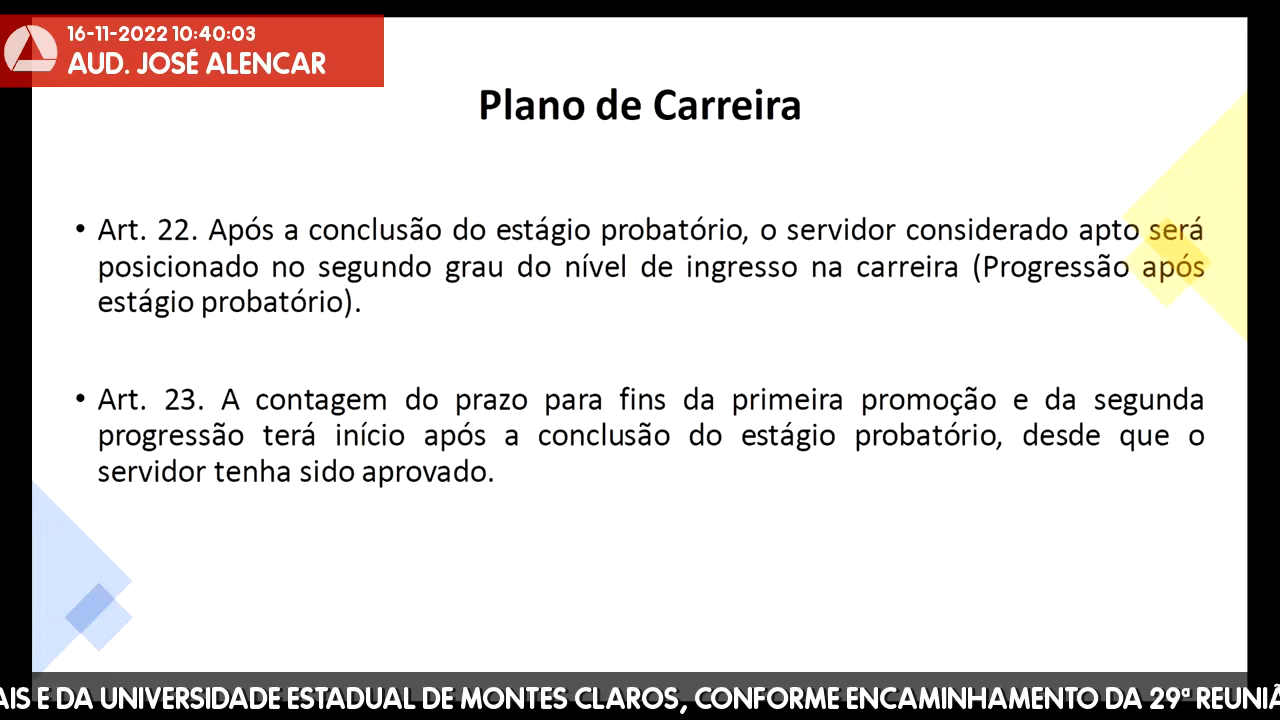 16-11-2022 10:40:03
AUD. JOSÉ ALENCAR
Plano de Carreira
• Art. 22. Após a conclusão do estágio probatório, o servidor considerado apto será
posicionado no segundo grau do nível de ingresso na carreira (Progressão após
estágio probatório).
• Art. 23. A contagem do prazo para fins da primeira promoção e da segunda
progressão terá início após a conclusão do estágio probatório, desde que o
servidor tenha sido aprovado.
AIS E DA UNIVERSIDADE ESTADUAL DE MONTES CLAROS, CONFORME ENCAMINHAMENTO DA 29ª REUNIÃ